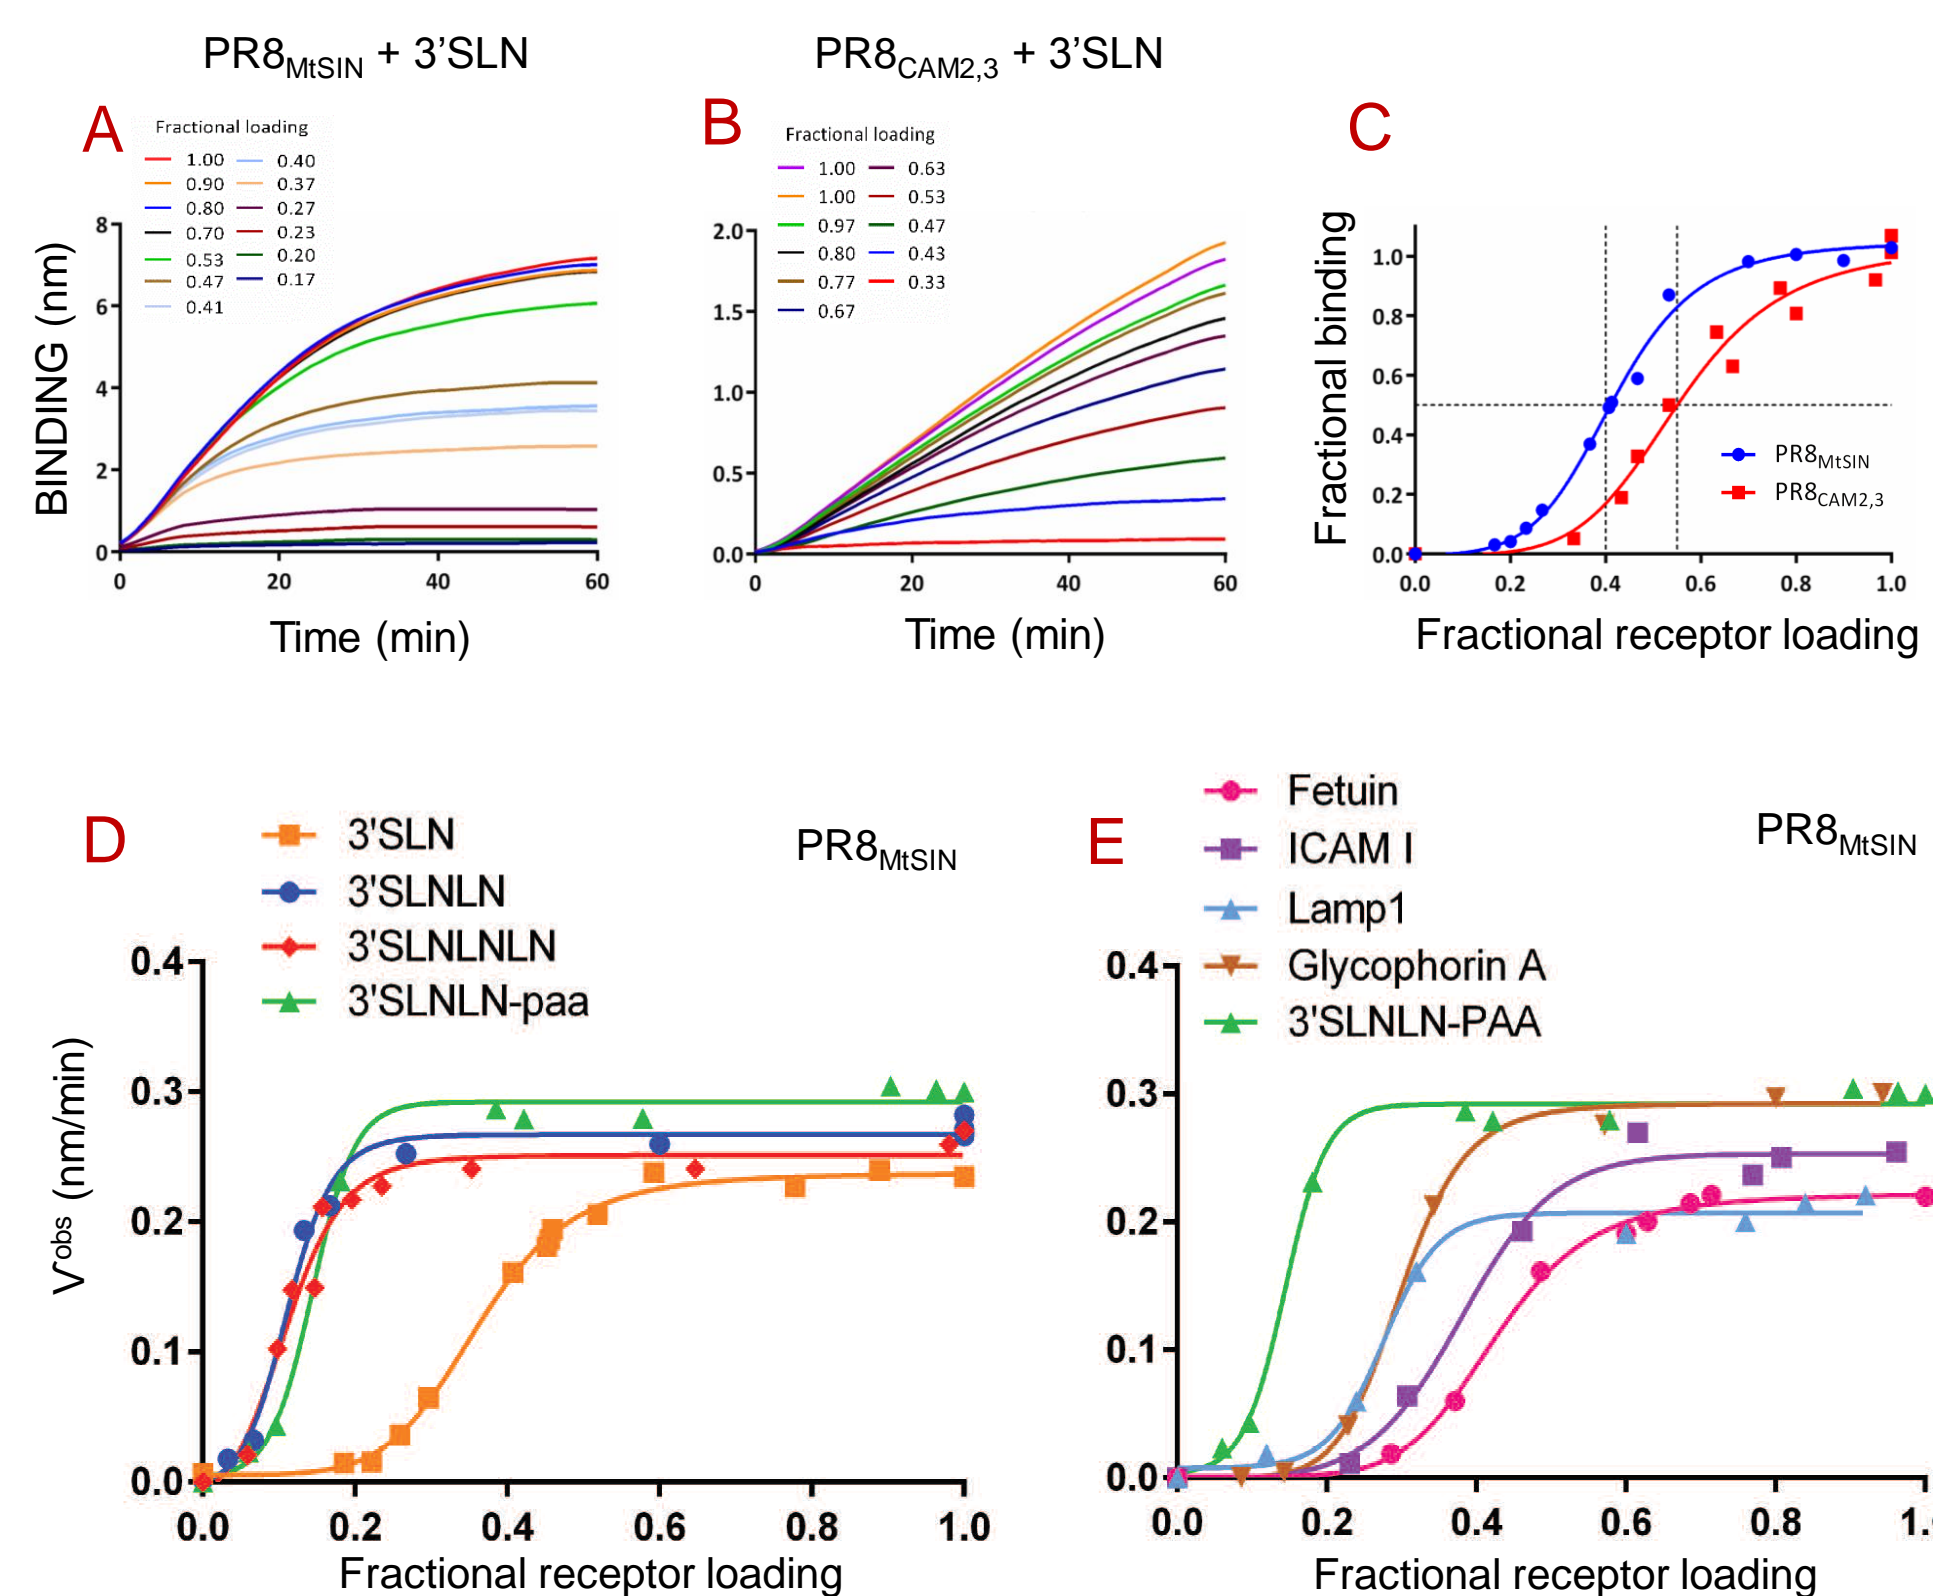 PR8MtSIN + 3'SLN
PR8CAM2,3 + 3'SLN
A
Fractional loading
1.00 0.40
0.90 0.37
0.80 0.27
0.70 0.23
0.53 0.20
0.47 0.17
0.41
BINDING (nm)
8
6
4
2
0
0 20 40 60
Time (min)
B
Fractional loading
1.00 0.63
1.00 0.53
0.97 0.47
0.80 0.43
0.77 0.33
0.67
2.0
1.5
1.0
0.5
0.0
0 20 40 60
Time (min)
C
Fractional binding
1.0
0.8
0.6
0.4
0.2
0.0
PR8MtSIN
PR8CAM2,3
0.0 0.2 0.4 0.6 0.8 1.0
Fractional receptor loading
D
3'SLN
3'SLNLN
3'SLNLNLN
3'SLNLN-paa
PR8MtSIN
Vobs (nm/min)
0.4
0.3
0.2
0.1
0.0
0.0 0.2 0.4 0.6 0.8 1.0
Fractional receptor loading
E
Fetuin
ICAM I
Lamp1
Glycophorin A
3'SLNLN-PAA
PR8MtSIN
0.4
0.3
0.2
0.1
0.0
0.0 0.2 0.4 0.6 0.8 1.
Fractional receptor loading